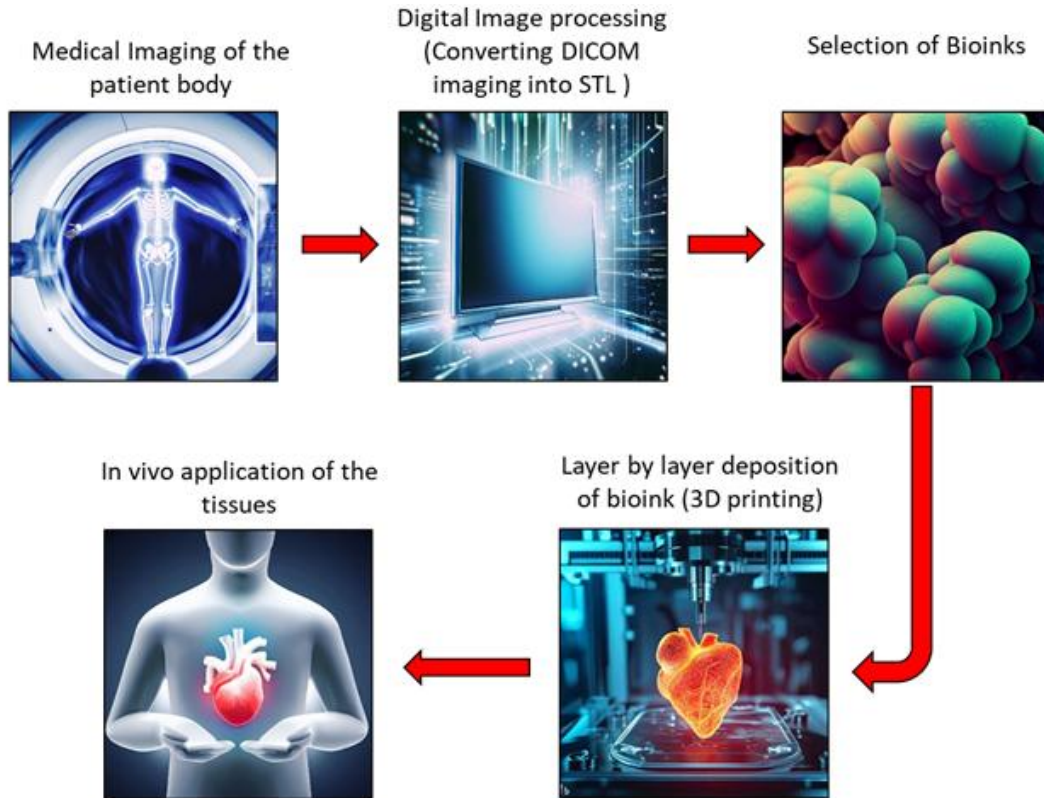 Medical Imaging of the
patient body
Digital Image processing
(Converting DICOM
imaging into STL )
Selection of Bioinks
Layer by layer deposition
of bioink (3D printing)
In vivo application of the
tissues